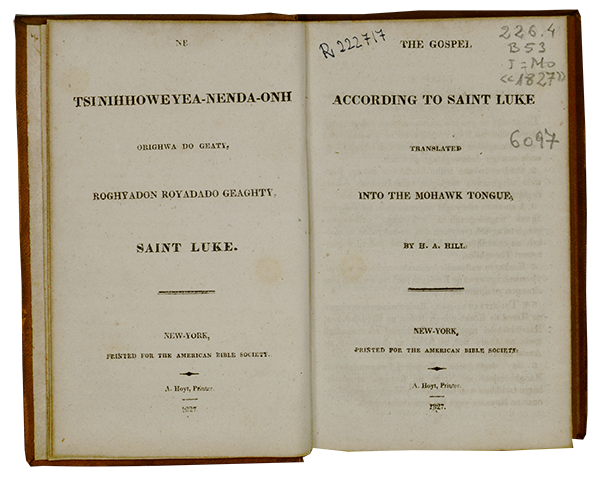 NE
TSINIHHOWEYEA-NENDA-ONH
ORIGHWA DO GEATY,
ROGHYADON ROYADADO GEAGHTY,
SAINT LUKE.
NEW-YORK,
PRINTED FOR THE AMERICAN BIBLE SOCIETY.
A. Hoyt, Printer.
1827.
R, 222717
THE GOSPEL
ACCORDING TO SAINT LUKE
TRANSLATED
INTO THE MOHAWK TONGUE,
BY H. A. HILL.
NEW-YORK,
PRINTED FOR THE AMERICAN BIBLE SOCIETY.
A. Hoyt, Printer.
1827.
226.4
B53
I=Mo
«1827»
6097